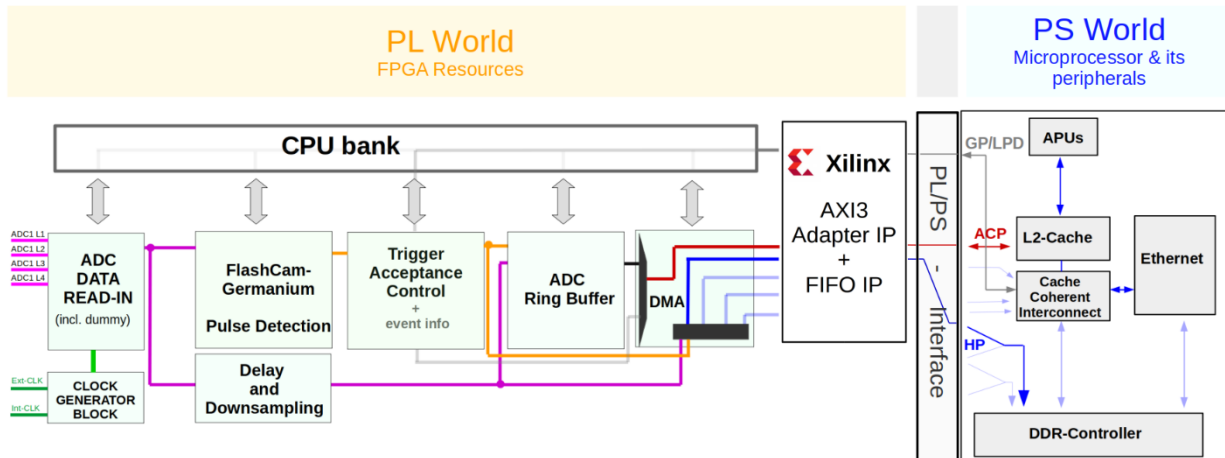 PL World
FPGA Resources
PS World
Microprocessor & its
peripherals
CPU bank
Xilinx
AXI3
Adapter IP
+
FIFO IP
PL/PS
-
Interface
GP/LPD
APUs
ACP
L2-Cache
Ethernet
Cache
Coherent
Interconnect
HP
DDR-Controller
ADC1 L1
ADC1 L2
ADC1 L3
ADC1 L4
ADC
DATA
READ-IN
(incl. dummy)
FlashCam-
Germanium
Pulse Detection
Trigger
Acceptance
Control
+
event info
ADC
Ring Buffer
DMA
Ext-CLK
Int-CLK
CLOCK
GENERATOR
BLOCK
Delay
and
Downsampling